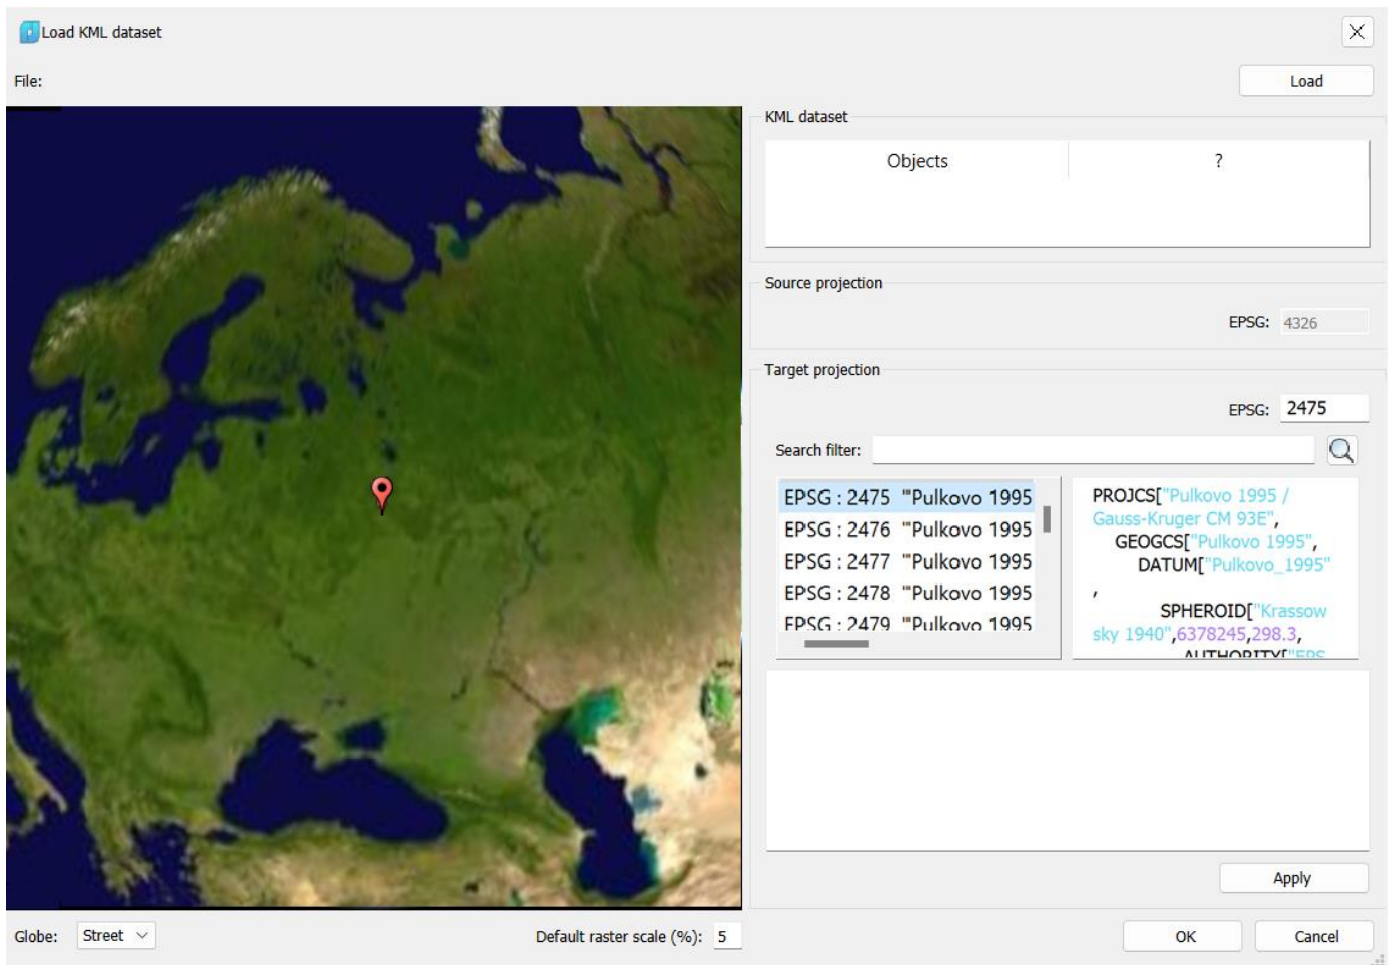 Load KML dataset
File:
Load
KML dataset
Objects ?
Source projection
EPSG: 4326
Target projection
EPSG: 2475
Search filter:
EPSG : 2475 "'Pulkovo 1995
EPSG : 2476 "'Pulkovo 1995
EPSG : 2477 "'Pulkovo 1995
EPSG : 2478 "'Pulkovo 1995
EPSG : 2479 "'Pulkovo 1995
PROJCS["Pulkovo 1995 /
Gauss-Kruger CM 93E",
GEOGCS["Pulkovo 1995",
DATUM["Pulkovo_1995"
,
SPHEROID["Krassow
sky 1940",6378245,298.3,
AUTHORITY["EPS
Apply
Globe: Street
Default raster scale (%): 5
OK
Cancel